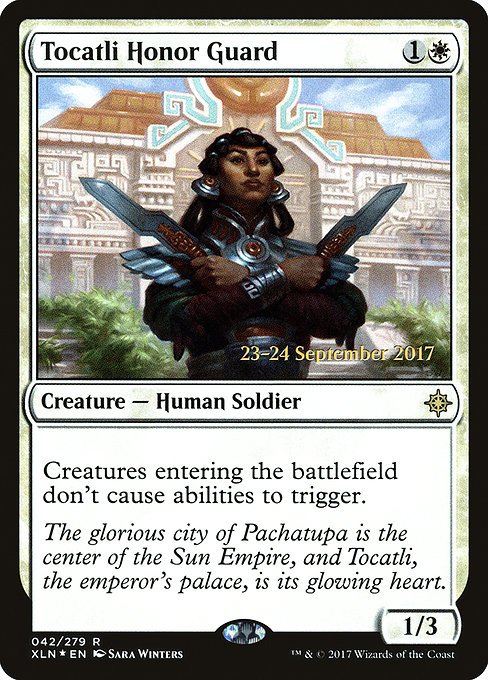 Tocatli Honor Guard 1
23–24 September 2017
Creature — Human Soldier
Creatures entering the battlefield
don't cause abilities to trigger.
The glorious city of Pachatupa is the
center of the Sun Empire, and Tocatli,
the emperor's palace, is its glowing heart.
1/3
042/279 R
XLN ★ EN Sara Winters
™ & © 2017 Wizards of the Coast